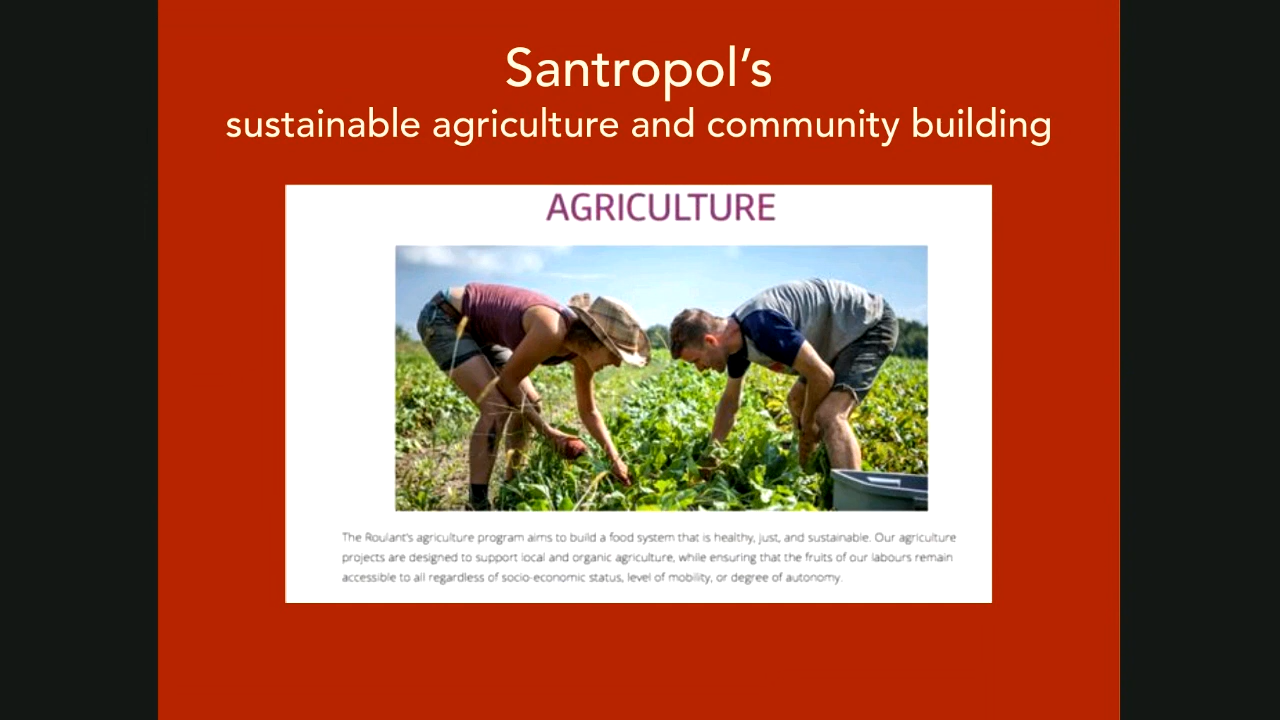 Santropol’s
sustainable agriculture and community building
AGRICULTURE
The Roulant's agriculture program aims to build a food system that is healthy, just, and sustainable. Our agriculture
projects are designed to support local and organic agriculture, while ensuring that the fruits of our labours remain
accessible to all regardless of socio-economic status, level of mobility, or degree of autonomy.